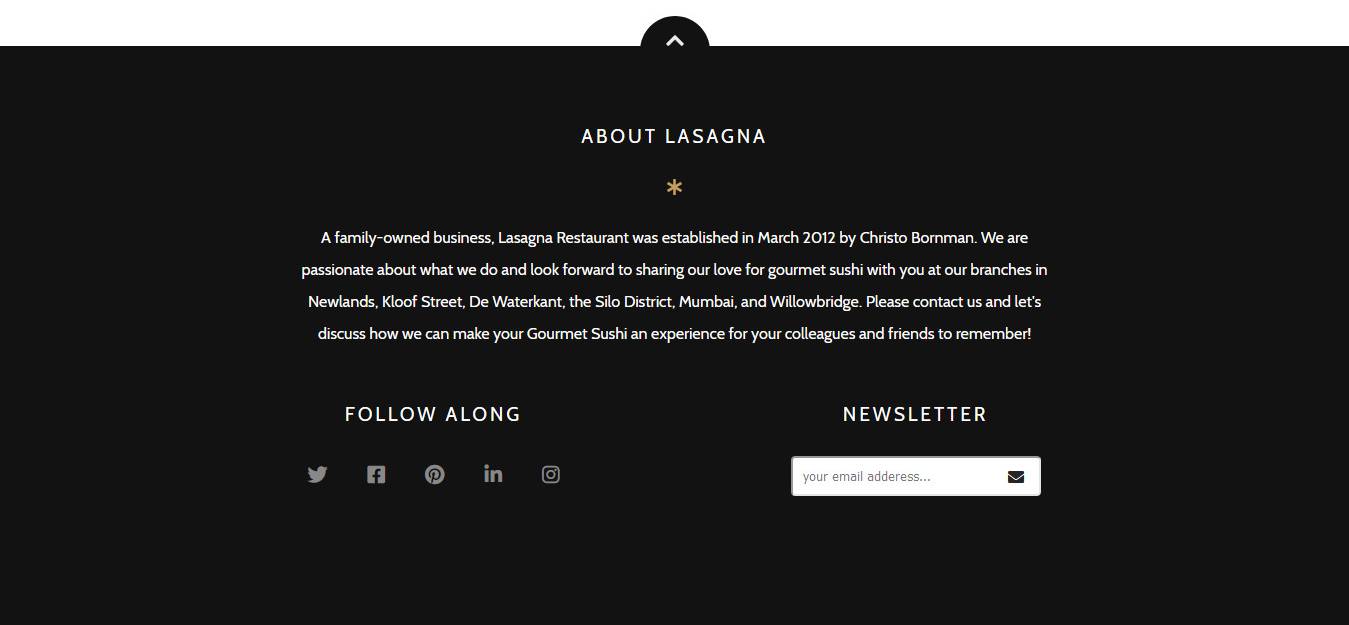 ABOUT LASAGNA
A family-owned business, Lasagna Restaurant was established in March 2012 by Christo Bornman. We are
passionate about what we do and look forward to sharing our love for gourmet sushi with you at our branches in
Newlands, Kloof Street, De Waterkant, the Silo District, Mumbai, and Willowbridge. Please contact us and let's
discuss how we can make your Gourmet Sushi an experience for your colleagues and friends to remember!
FOLLOW ALONG
NEWSLETTER
your email adderess...